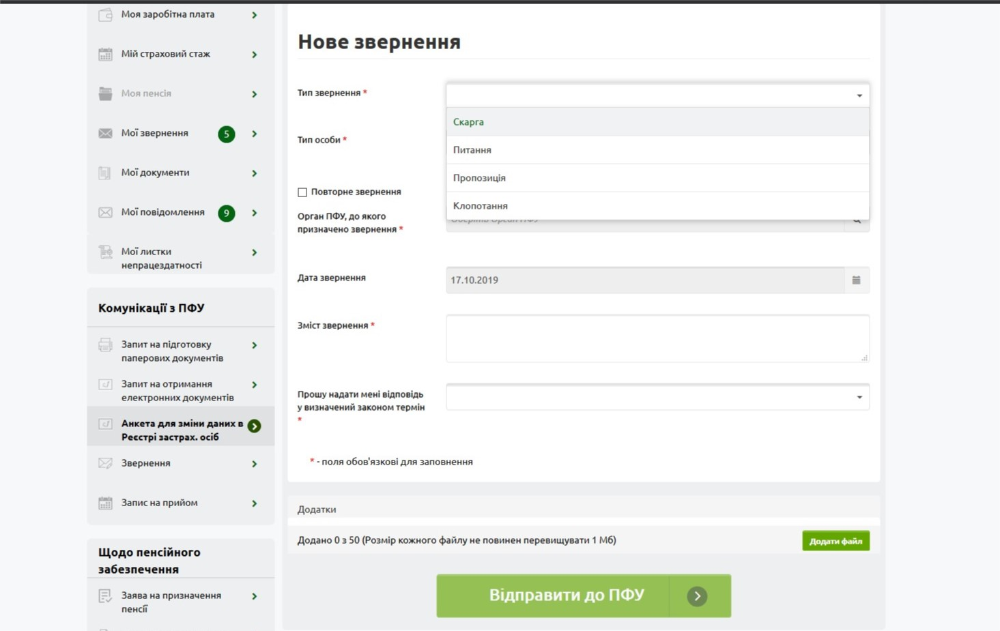 Моя заробітна плата
Мій страховий стаж
Моя пенсія
Мої звернення 5
Мої документи
Мої повідомлення 9
Мої листки
непрацездатності
Комунікації з ПФУ
Запит на підготовку
паперових документів
Запит на отримання
електронних документів
Анкета для зміни даних в
Реєстрі застрах. осіб
Звернення
Запис на прийом
Щодо пенсійного
забезпечення
Заява на призначення
пенсії
Нове звернення
Тип звернення *
Скарга
Питання
Пропозиція
Клопотання
Тип особи *
Повторне звернення
Орган ПФУ, до якого
призначено звернення *
Дата звернення
17.10.2019
Зміст звернення *
Прошу надати мені відповідь
у визначений законом термін
*
* - поля обов'язкові для заповнення
Додатки
Додано 0 з 50 (Розмір кожного файлу не повинен перевищувати 1 Мб)
Додати файл
Відправити до ПФУ